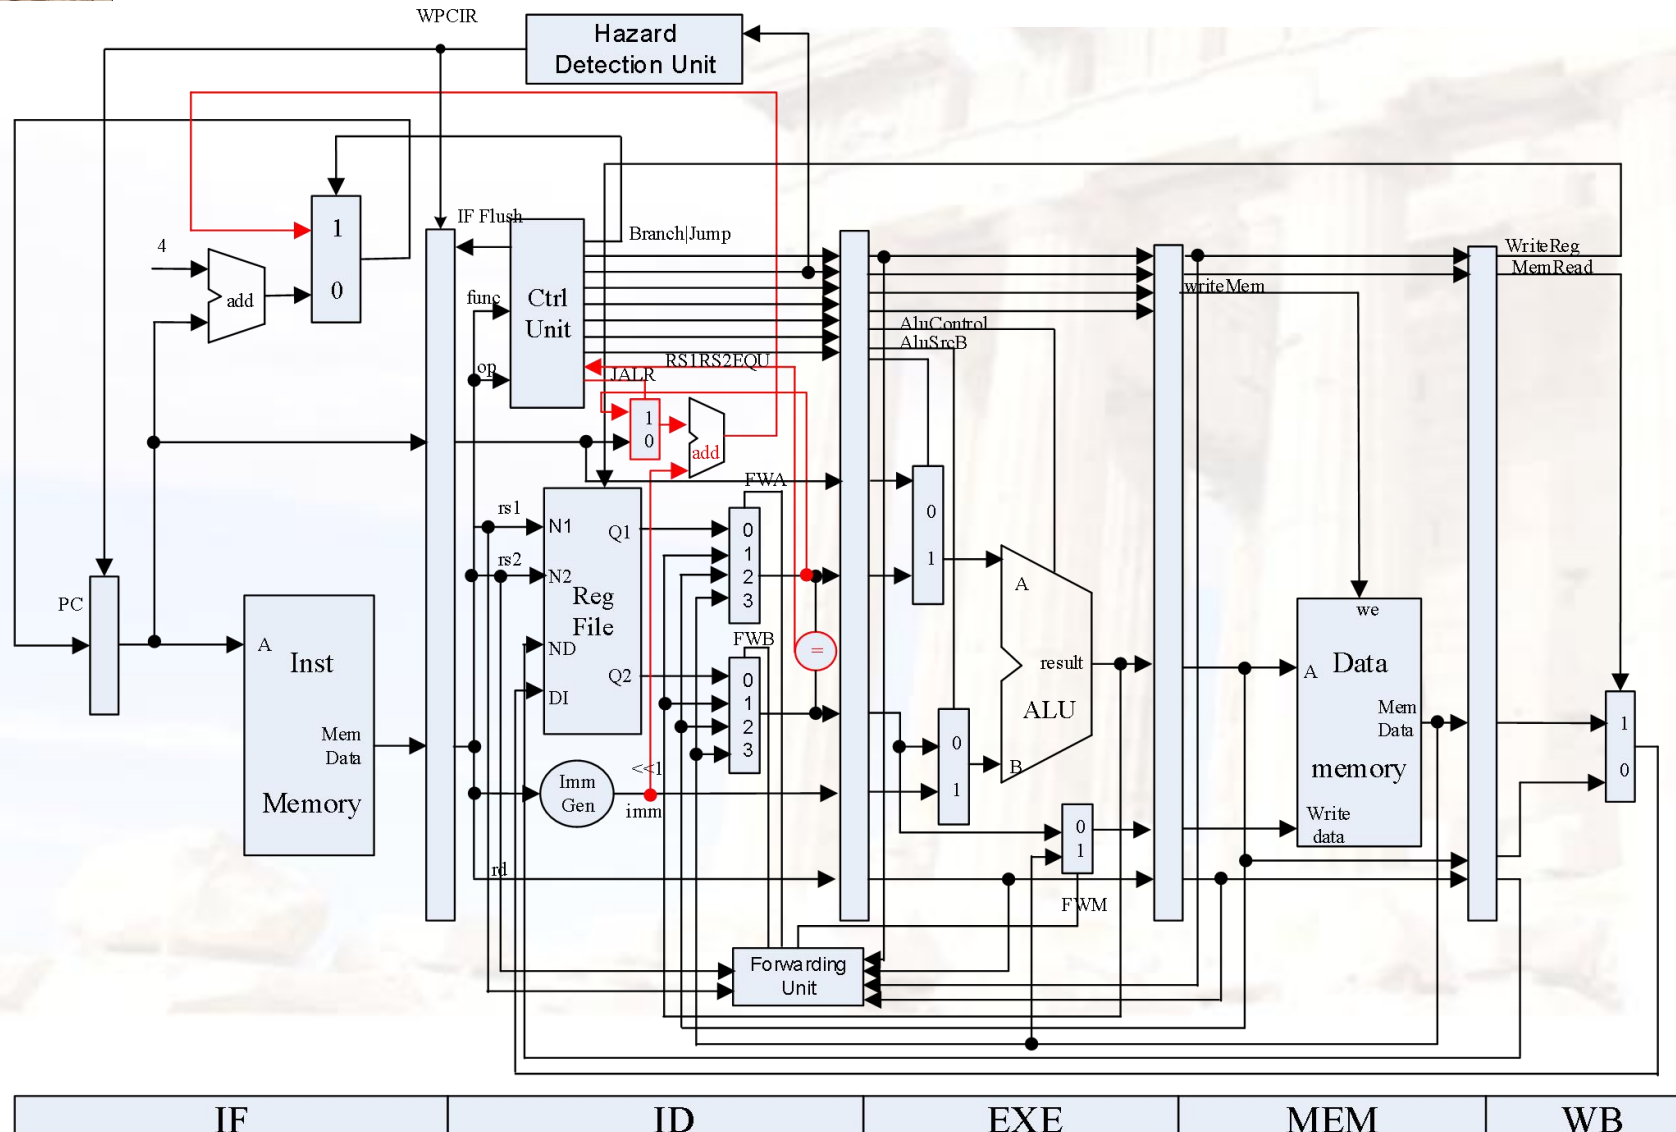 WPCIR
Hazard
Detection Unit
IF Flush
Branch|Jump
1
0
4
add
func
op
Ctrl
Unit
RS1RS2EQU
JALR
1
0
add
AluControl
AluSrcB
writeMem
WriteReg
MemRead
PC
A
Inst
Mem
Data
Memory
rs1
rs2
N1
N2
ND
DI
Q1
Q2
Reg
File
FWA
0
1
2
3
FWB
0
1
2
3
=
Imm
Gen
<<1
imm
rd
0
1
0
1
A
B
result
ALU
0
1
FWM
we
A
Data
Mem
Data
memory
Write
data
1
0
Forwarding
Unit
IF
ID
EXE
MEM
WB